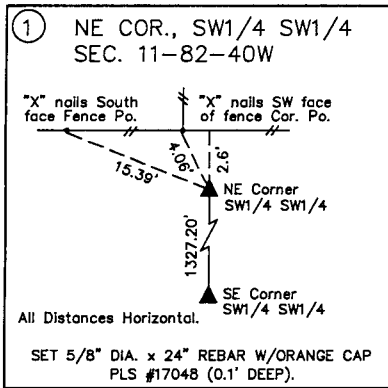 1 NE COR., SW1/4 SW1/4
SEC. 11-82-40W
"X" nails South
face Fence Po.
"X" nails SW face
of fence Cor. Po.
15.39'
4.06'
2.6'
NE Corner
SW1/4 SW1/4
1327.20'
SE Corner
SW1/4 SW1/4
All Distances Horizontal.
SET 5/8" DIA. x 24" REBAR W/ORANGE CAP
PLS #17048 (0.1' DEEP).